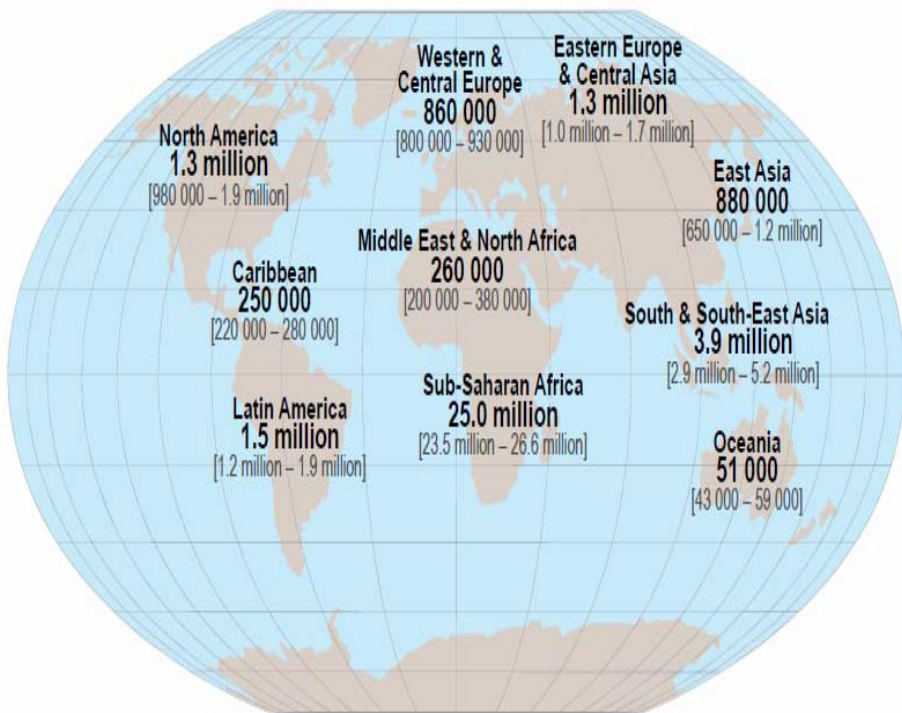 Western &
Central Europe
860 000
[800 000 – 930 000]
Eastern Europe
& Central Asia
1.3 million
[1.0 million – 1.7 million]
North America
1.3 million
[980 000 – 1.9 million]
East Asia
880 000
[650 000 – 1.2 million]
Middle East & North Africa
260 000
[200 000 – 380 000]
Caribbean
250 000
[220 000 – 280 000]
South & South-East Asia
3.9 million
[2.9 million – 5.2 million]
Sub-Saharan Africa
25.0 million
[23.5 million – 26.6 million]
Latin America
1.5 million
[1.2 million – 1.9 million]
Oceania
51 000
[43 000 – 59 000]